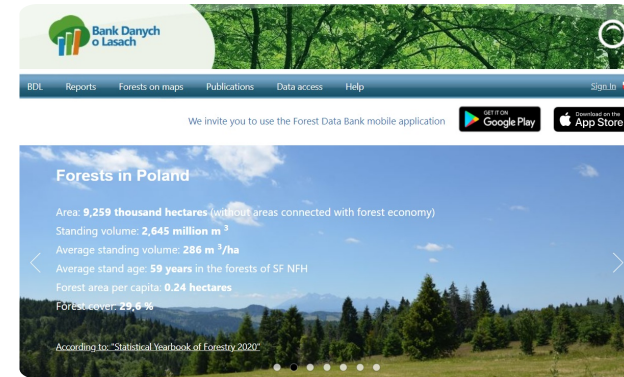 Bank Danych
o Lasach
BDL Reports Forests on maps Publications Data access Help Sign In
We invite you to use the Forest Data Bank mobile application
GET IT ON
Google Play
Download on the
App Store
Forests in Poland
Area: 9,259 thousand hectares (without areas connected with forest economy)
Standing volume: 2,645 million m 3
Average standing volume: 286 m 3/ha
Average stand age: 59 years in the forests of SF NFH
Forest area per capita: 0.24 hectares
Forest cover: 29,6 %
According to: "Statistical Yearbook of Forestry 2020"